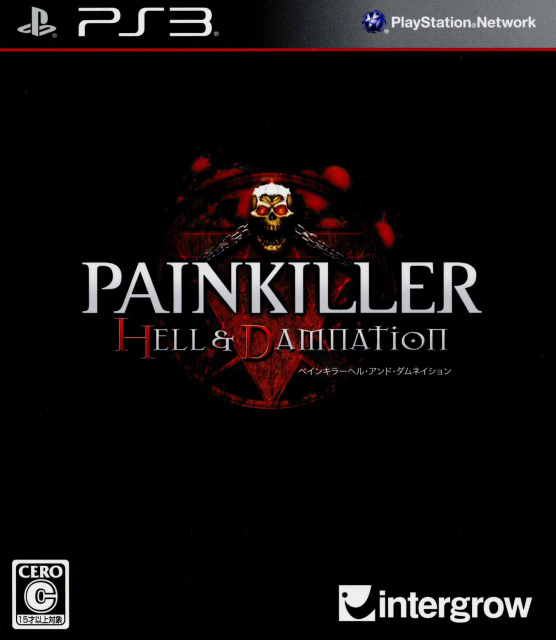 PS3
PlayStation®Network
PAINKILLER
HELL & DAMNATION
ペインキラーヘル・アンド・ダムネイション
CERO
C
15才以上対象
intergrow